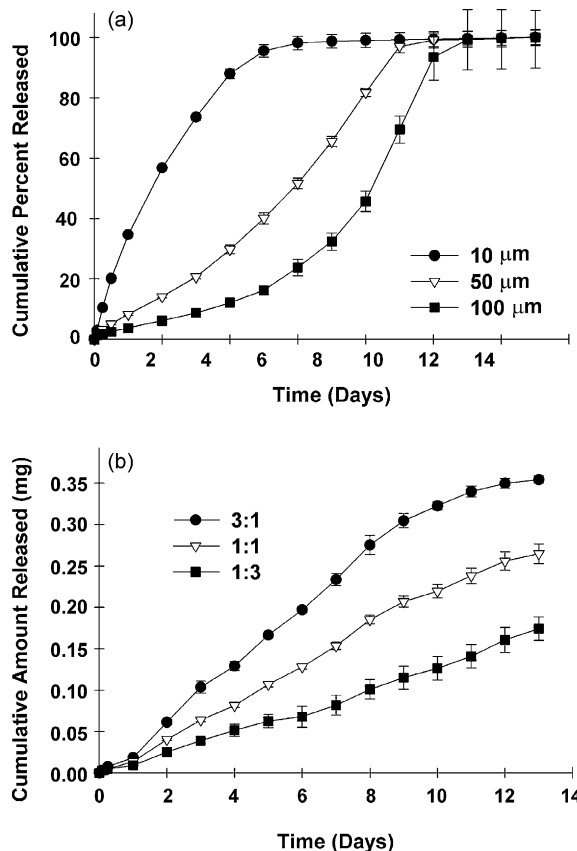 (a)
100
80
60
40
20
0
Cumulative Percent Released
10 μm
50 μm
100 μm
0 2 4 6 8 10 12 14
Time (Days)
(b)
0.35
0.30
0.25
0.20
0.15
0.10
0.05
0.00
Cumulative Amount Released (mg)
3:1
1:1
1:3
0 2 4 6 8 10 12 14
Time (Days)